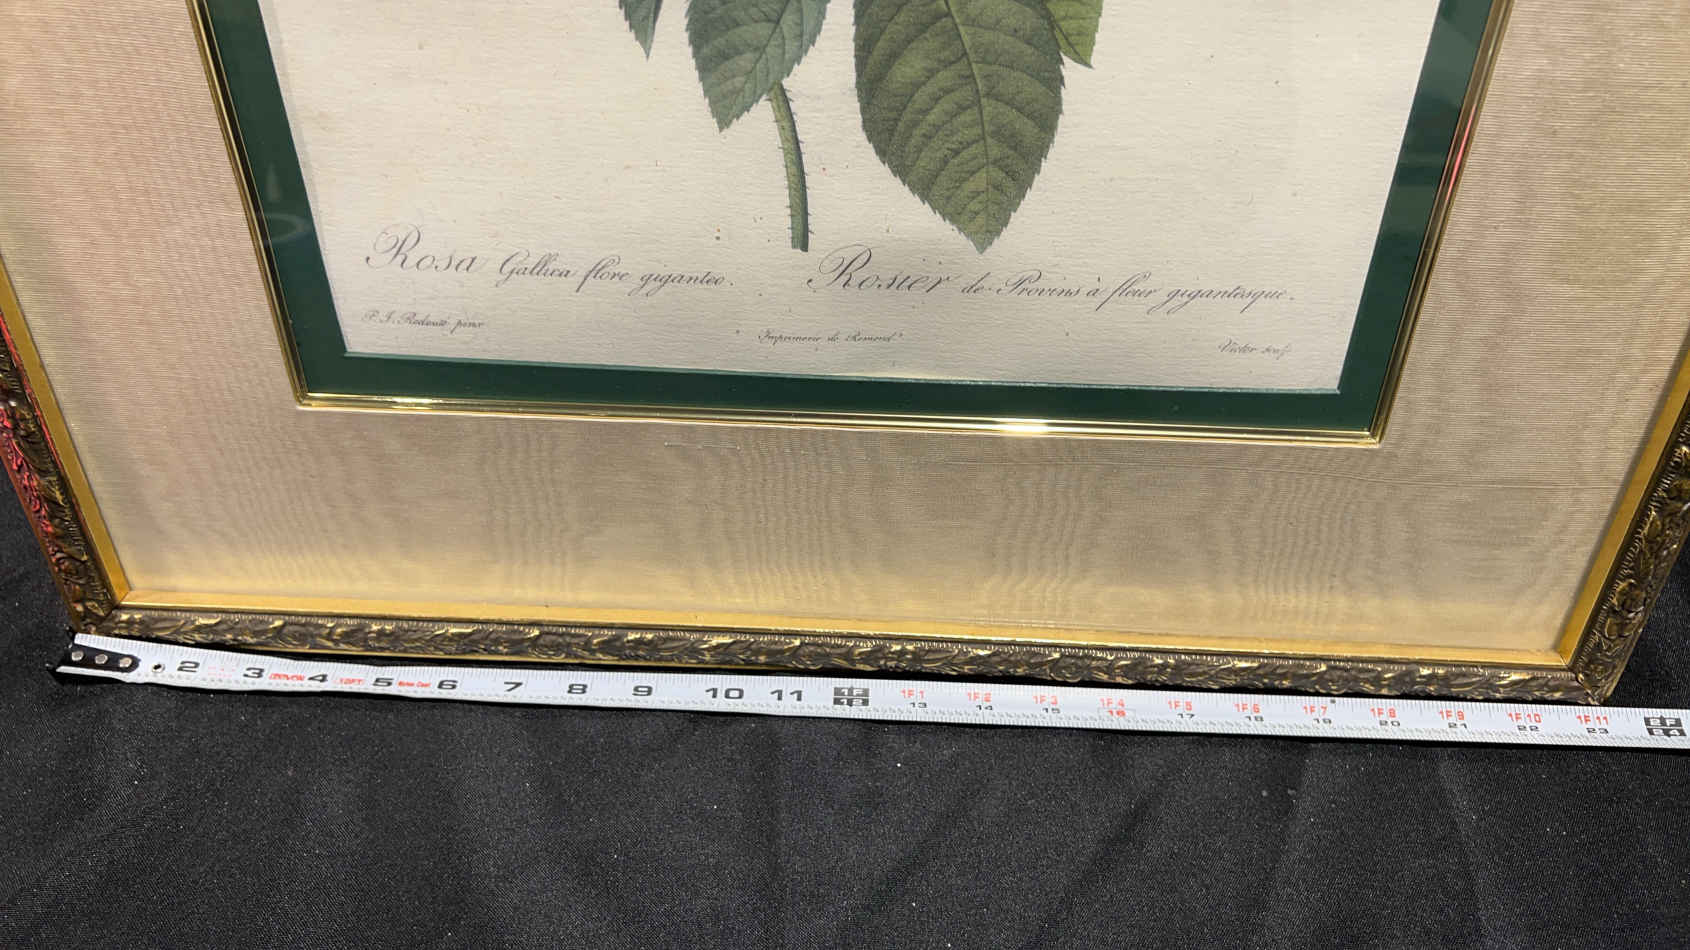 Rosa Gallica flore giganteo.
Rosier de Provins à fleur gigantesque.
P. J. Redouté pinx
Imprimerie de Remond
Victor sculp
2 3 4 5 6 7 8 9 10 11 1F 1F1 1F2 1F3 1F4 1F5 1F6 1F7 1F8 1F9 1F10 1F11 2F
12 13 14 15 16 17 18 19 20 21 22 23 24